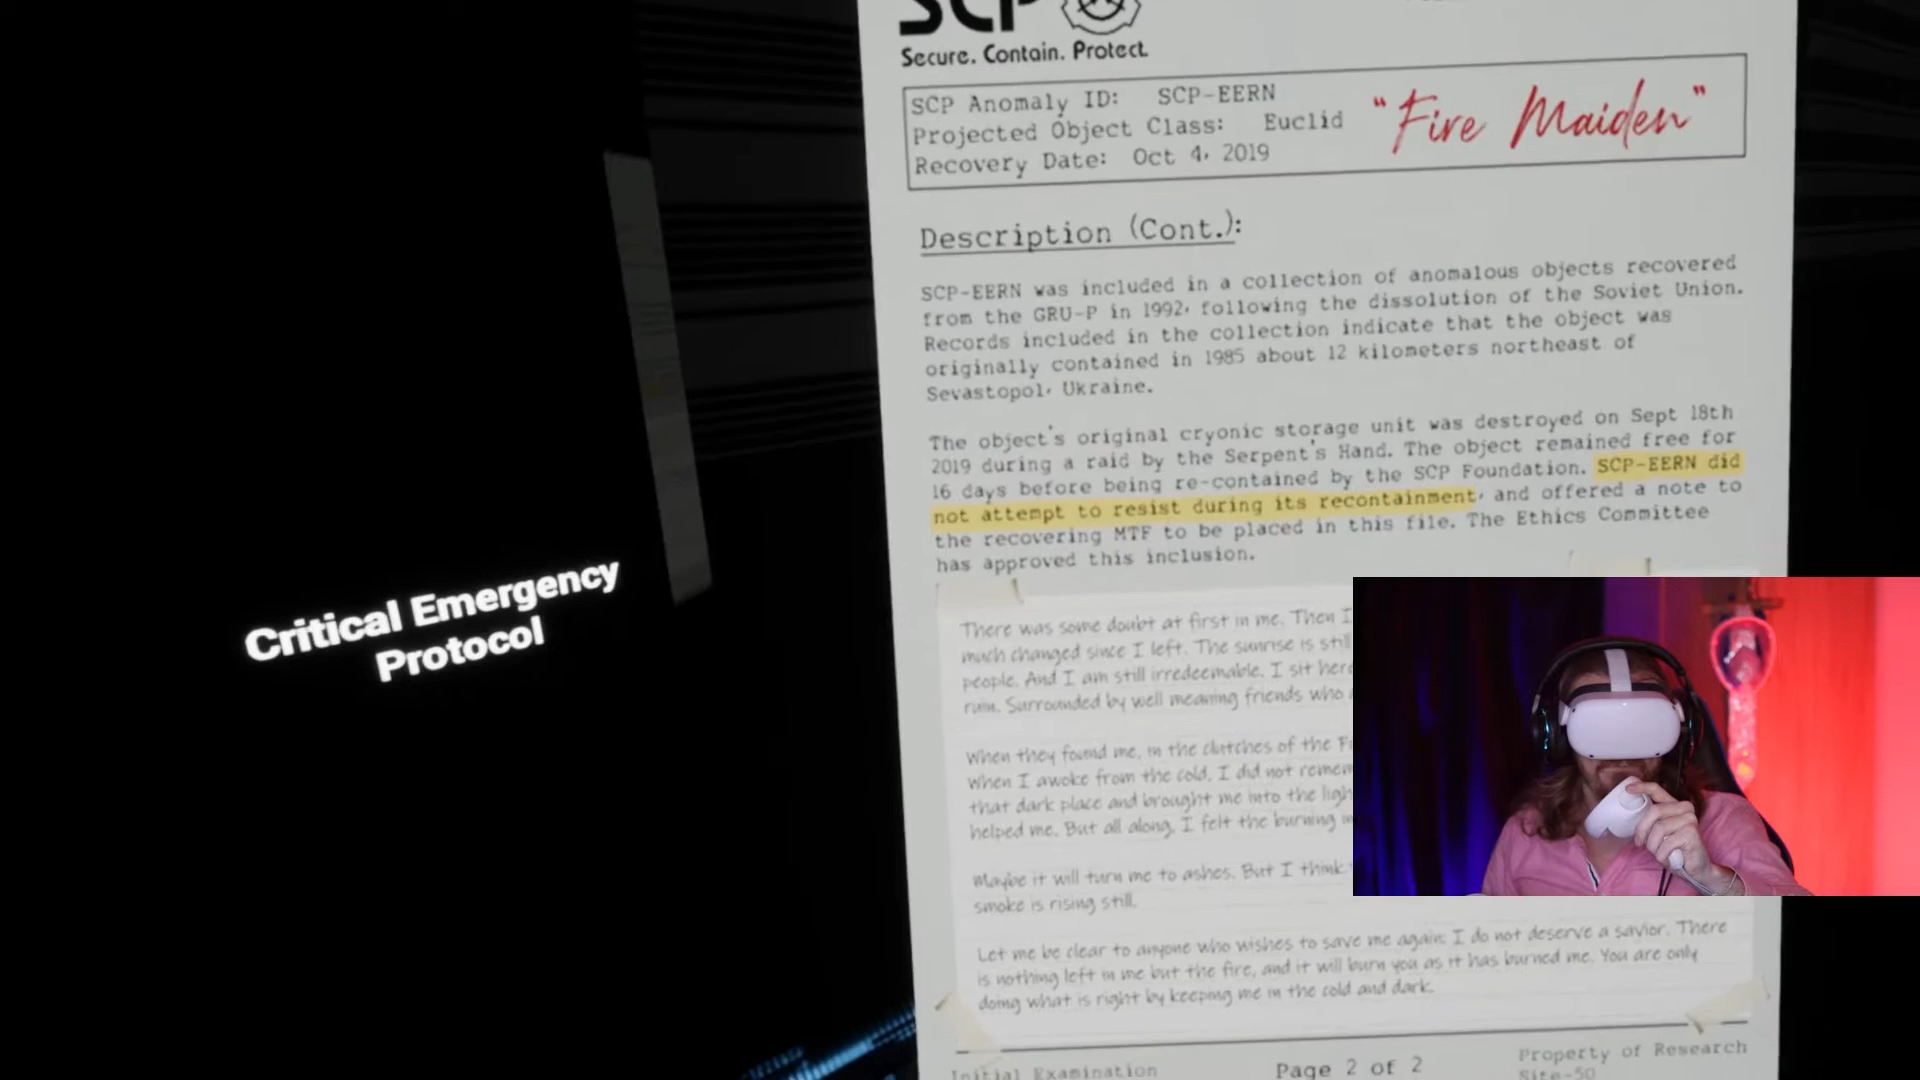 SCP
Secure. Contain. Protect.
SCP Anomaly ID: SCP-EERN
Projected Object Class: Euclid
Recovery Date: Oct 4, 2019
"Fire Maiden"
Description (Cont.):
SCP-EERN was included in a collection of anomalous objects recovered
from the GRU-P in 1992, following the dissolution of the Soviet Union.
Records included in the collection indicate that the object was
originally contained in 1985 about 12 kilometers northeast of
Sevastopol, Ukraine.
The object's original cryonic storage unit was destroyed on Sept 18th
2019 during a raid by the Serpent's Hand. The object remained free for
16 days before being re-contained by the SCP Foundation. SCP-EERN did
not attempt to resist during its recontainment, and offered a note to
the recovering MTF to be placed in this file. The Ethics Committee
has approved this inclusion.
There was some doubt at first in me. Then I
much changed since I left. The sunrise is still
people. And I am still irredeemable. I sit here
ruin. Surrounded by well meaning friends who
When they found me, in the clutches of the
When I awoke from the cold, I did not
that dark place and brought me into the
helped me. But all along, I felt the burning
Maybe it will turn me to ashes. But I think
smoke is rising still.
Let me be clear to anyone who wishes to save me again: I do not deserve a savior. There
is nothing left in me but the fire, and it will burn you as it has burned me. You are only
doing what is right by keeping me in the cold and dark.
Initial Examination
Page 2 of 2
Property of Research
Site-50
Critical Emergency
Protocol